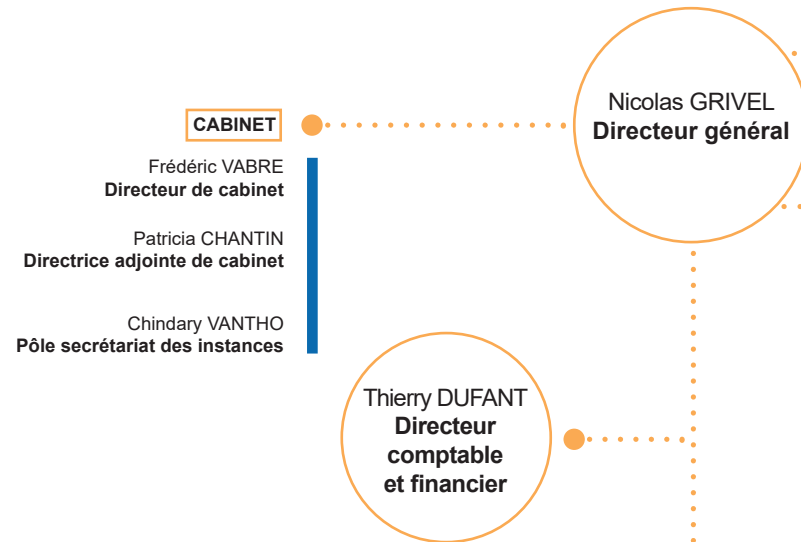 Nicolas GRIVEL
Directeur général
CABINET
Frédéric VABRE
Directeur de cabinet
Patricia CHANTIN
Directrice adjointe de cabinet
Chindary VANTHO
Pôle secrétariat des instances
Thierry DUFANT
Directeur
comptable
et financier